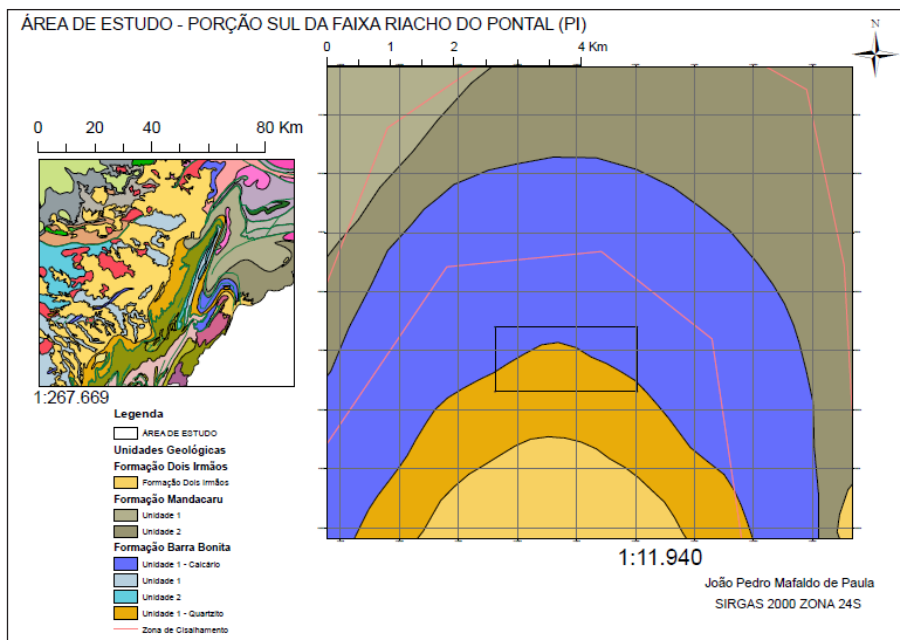 ÁREA DE ESTUDO - PORÇÃO SUL DA FAIXA RIACHO DO PONTAL (PI)
N
0 1 2 4 Km
0 20 40 80 Km
1:267.669
Legenda
ÁREA DE ESTUDO
Unidades Geológicas
Formação Dois Irmãos
Formação Dois Irmãos
Formação Mandacaru
Unidade 1
Unidade 2
Formação Barra Bonita
Unidade 1 - Calcário
Unidade 1
Unidade 2
Unidade 1 - Quartzito
Zona de Cisalhamento
1:11.940
João Pedro Mafaldo de Paula
SIRGAS 2000 ZONA 24S